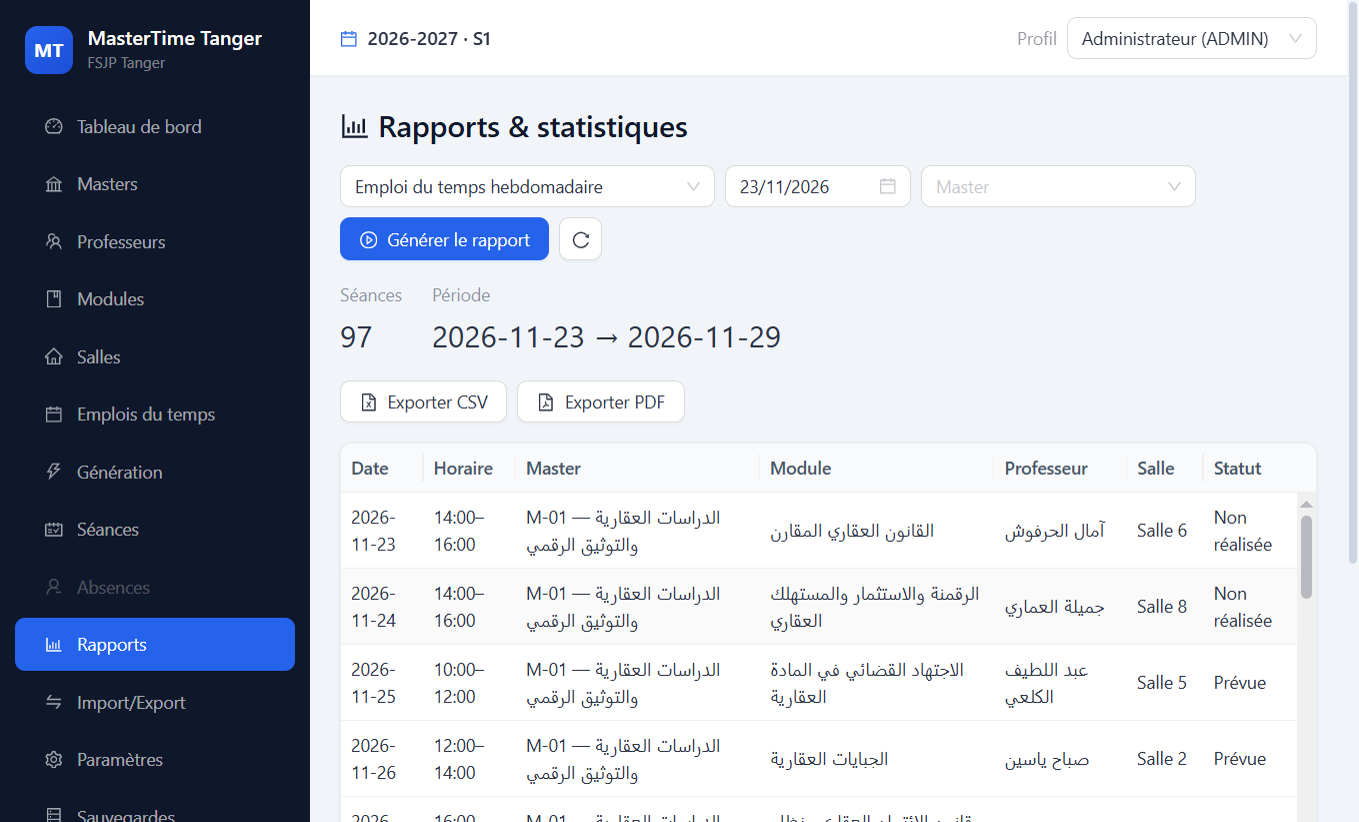 MT
MasterTime Tanger
FSJP Tanger
Tableau de bord
Masters
Professeurs
Modules
Salles
Emplois du temps
Génération
Séances
Absences
Rapports
Import/Export
Paramètres
Sauvegardes
2026-2027 · S1
Profil
Administrateur (ADMIN)
Rapports & statistiques
Emploi du temps hebdomadaire
23/11/2026
Master
Générer le rapport
Séances
Période
97
2026-11-23 → 2026-11-29
Exporter CSV
Exporter PDF
Date Horaire Master Module Professeur Salle Statut
2026-
11-23
14:00–
16:00
M-01 — الدراسات العقارية
والتوثيق الرقمي
القانون العقاري المقارن
آمال الحرفوش
Salle 6
Non
réalisée
2026-
11-24
14:00–
16:00
M-01 — الدراسات العقارية
والتوثيق الرقمي
الرقمنة والاستثمار والمستهلك
العقاري
جميلة العماري
Salle 8
Non
réalisée
2026-
11-25
10:00–
12:00
M-01 — الدراسات العقارية
والتوثيق الرقمي
الاجتهاد القضائي في المادة
العقارية
عبد اللطيف
الكلعي
Salle 5
Prévue
2026-
11-26
12:00–
14:00
M-01 — الدراسات العقارية
والتوثيق الرقمي
الجبايات العقارية
صباح ياسين
Salle 2
Prévue
2026-
16:00–
M-01 — الدراسات العقارية